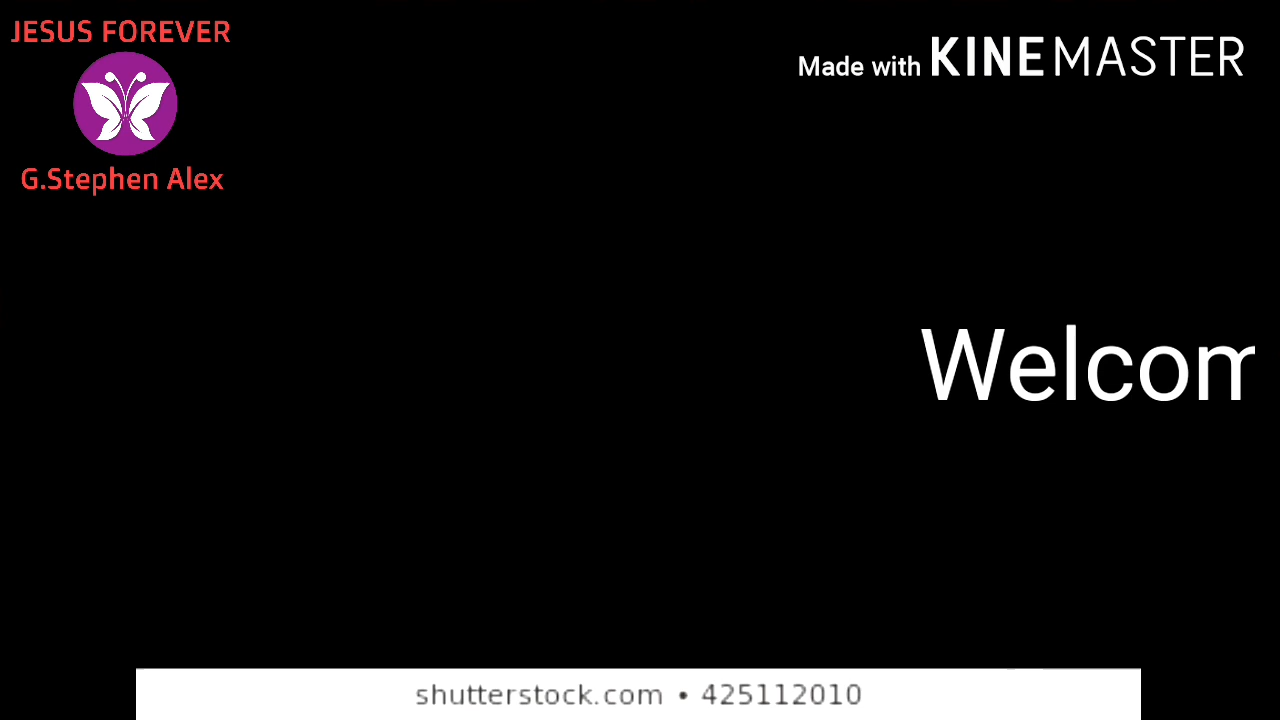 JESUS FOREVER
G.Stephen Alex
Made with KINEMASTER
Welcom
shutterstock.com • 425112010